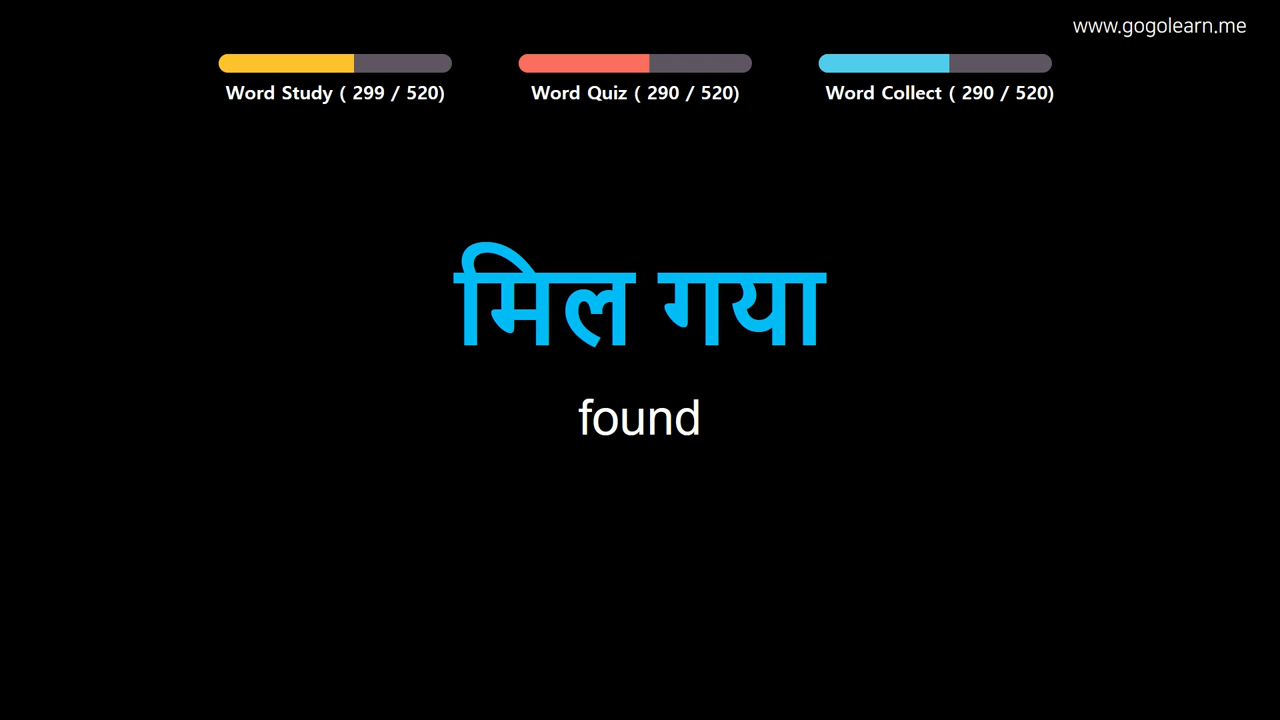 www.gogolearn.me
Word Study ( 299 / 520)
Word Quiz ( 290 / 520)
Word Collect ( 290 / 520)
मिल गया
found